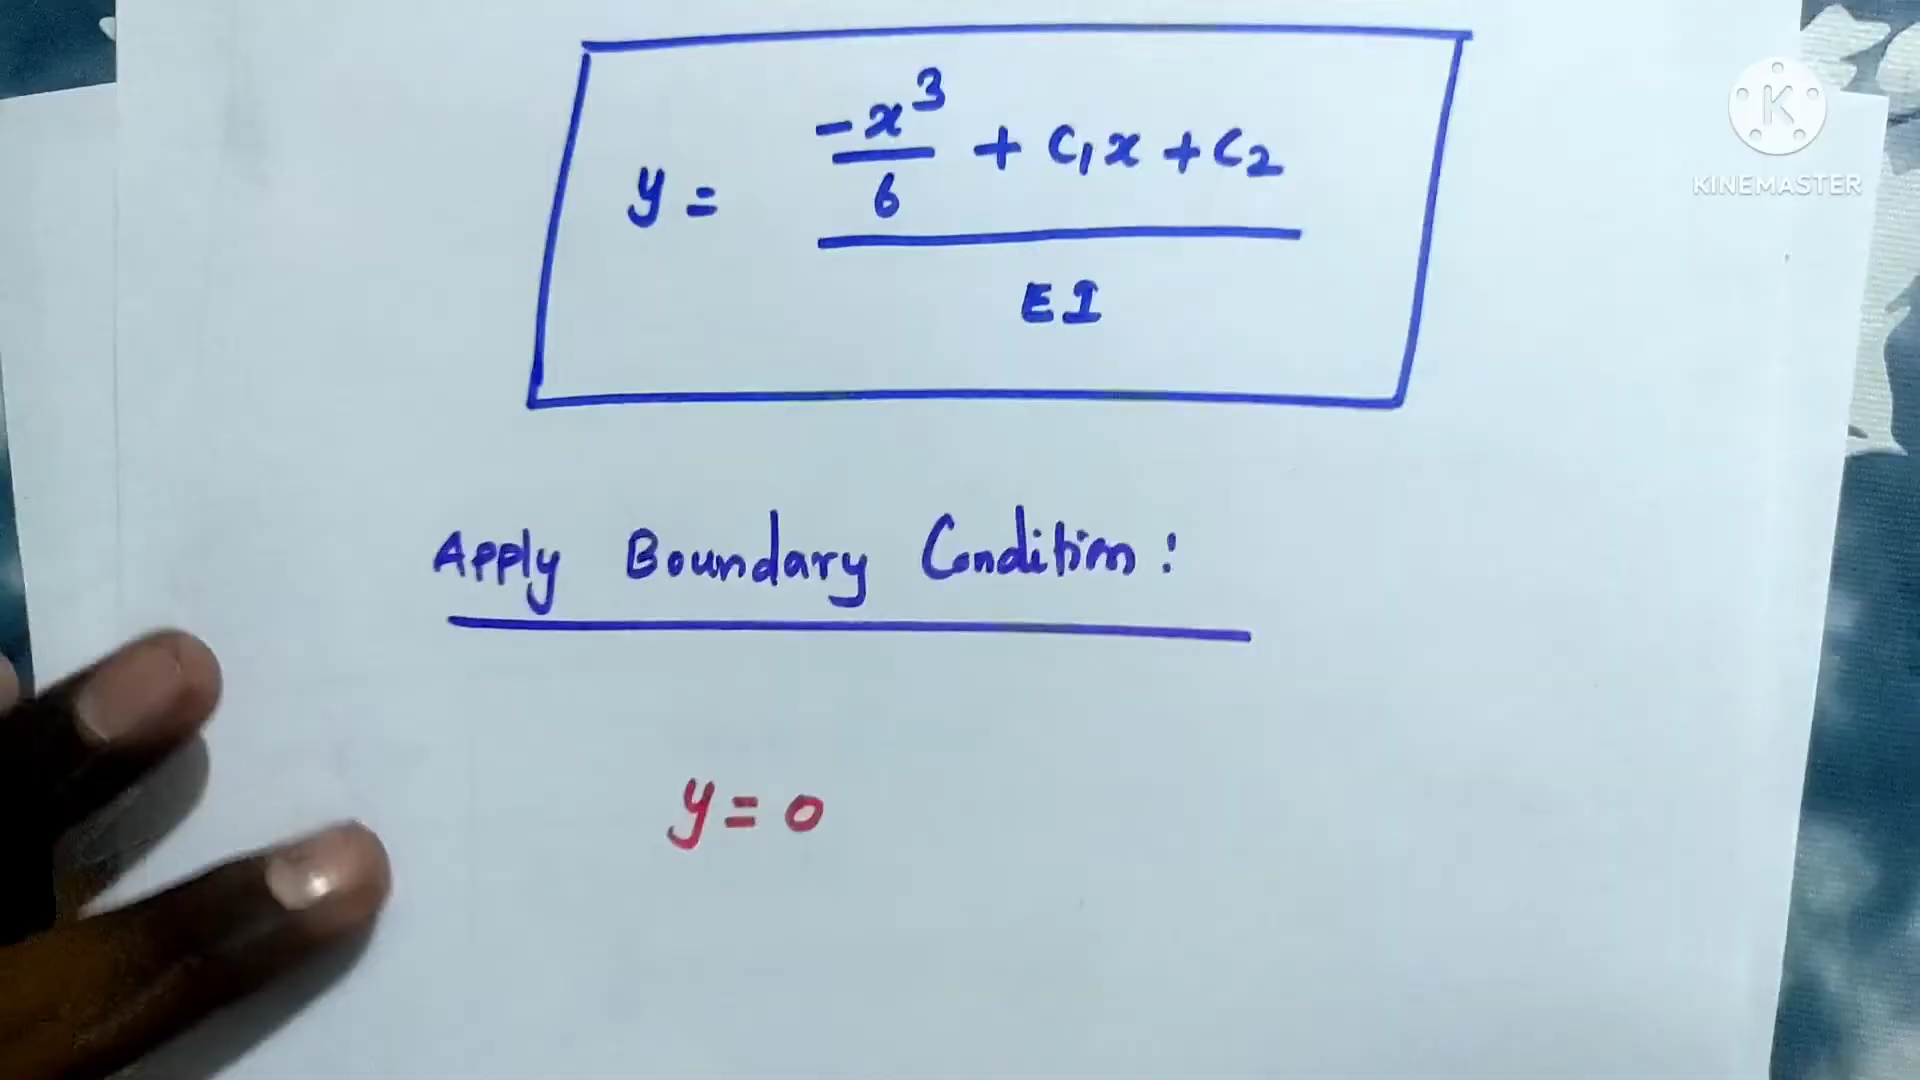 y = (-x³/6 + C₁x + C₂)/EI
Apply Boundary Condition:
y = 0
K
KINEMASTER